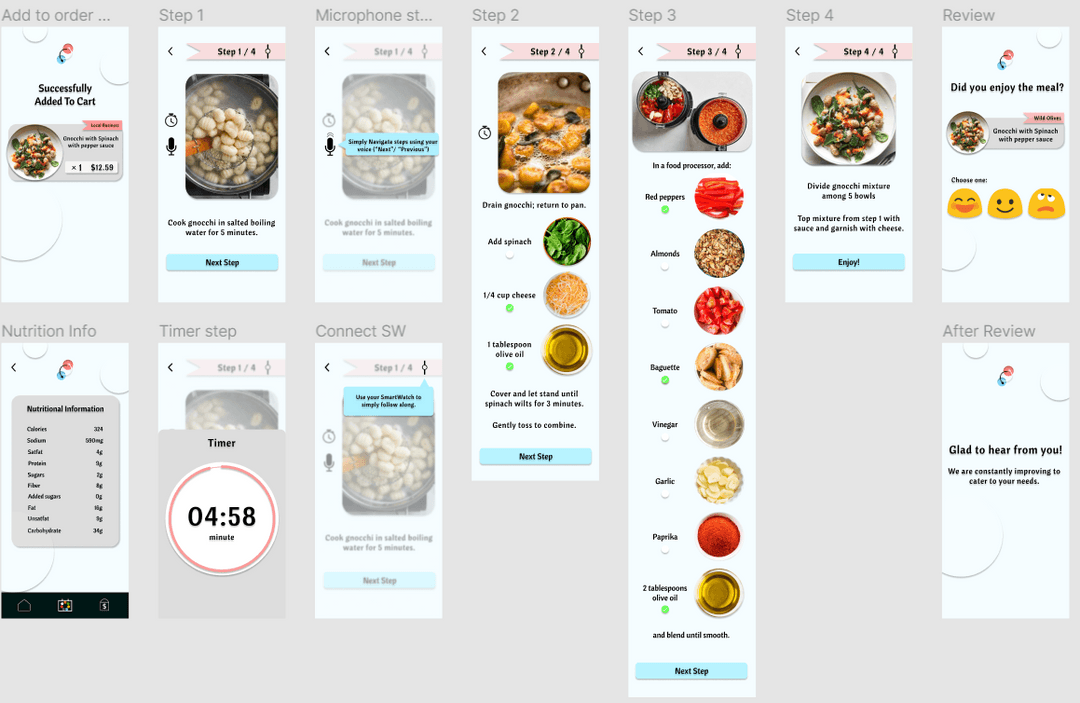 Add to order ...
Successfully
Added To Cart
Local Restaur
Gnocchi with Spinach
with pepper sauce
× 1 $12.59
Step 1
Step 1 / 4
Cook gnocchi in salted boiling
water for 5 minutes.
Next Step
Microphone st...
Step 1 / 4
Simply Navigate steps using your
voice ("Next"/ "Previous")
Cook gnocchi in salted boiling
water for 5 minutes.
Next Step
Step 2
Step 2 / 4
Drain gnocchi; return to pan.
Add spinach
1/4 cup cheese
1 tablespoon
olive oil
Cover and let stand until
spinach wilts for 3 minutes.
Gently toss to combine.
Next Step
Step 3
Step 3 / 4
In a food processor, add:
Red peppers
Almonds
Tomato
Baguette
Vinegar
Garlic
Paprika
2 tablespoons
olive oil
and blend until smooth.
Next Step
Step 4
Step 4 / 4
Divide gnocchi mixture
among 5 bowls
Top mixture from step 1 with
sauce and garnish with cheese.
Enjoy!
Review
Did you enjoy the meal?
Wild Olives
Gnocchi with Spinach
with pepper sauce
Choose one:
Nutrition Info
Nutritional Information
Calories 324
Sodium 590mg
Satfat 4g
Protein 9g
Sugars 2g
Fiber 8g
Added sugars 0g
Fat 16g
Unsatfat 9g
Carbohydrate 34g
$
Timer step
Step 1 / 4
Timer
04:58
minute
Connect SW
Step 1 / 4
Use your SmartWatch to
simply follow along.
Cook gnocchi in salted boiling
water for 5 minutes.
Next Step
After Review
Glad to hear from you!
We are constantly improving to
cater to your needs.